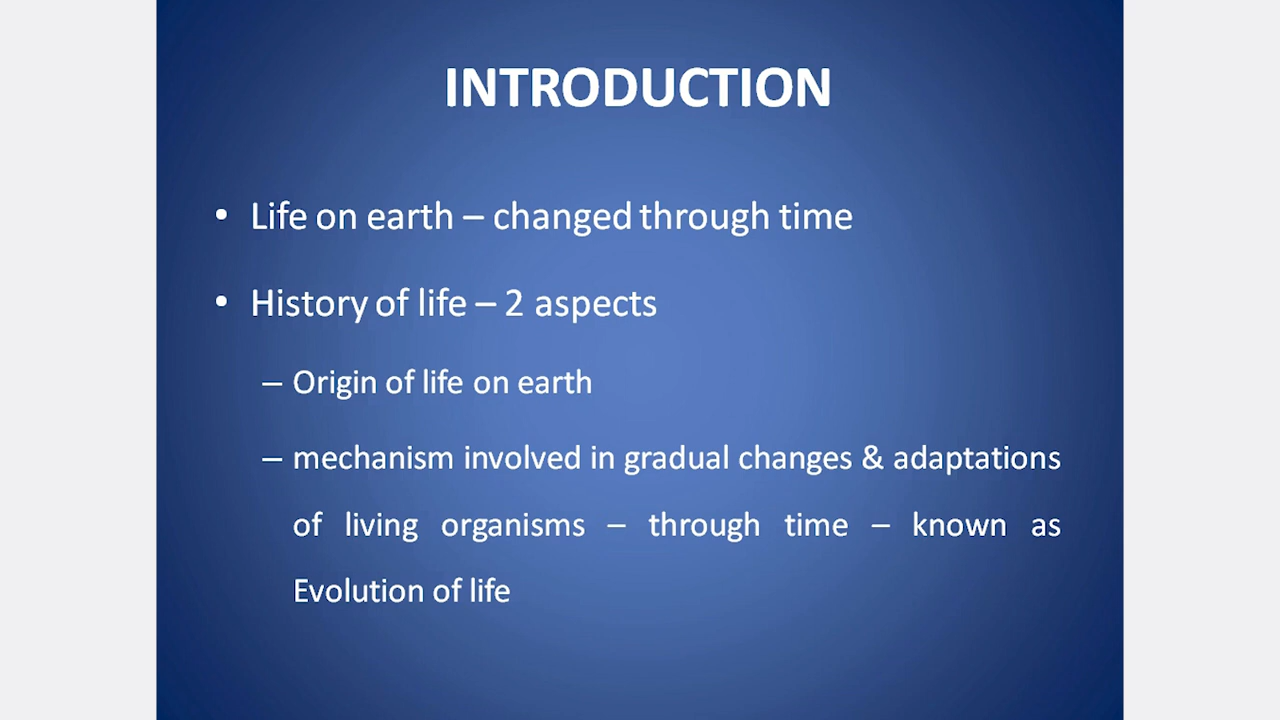 INTRODUCTION
• Life on earth – changed through time
• History of life – 2 aspects
– Origin of life on earth
– mechanism involved in gradual changes & adaptations
of living organisms – through time – known as
Evolution of life